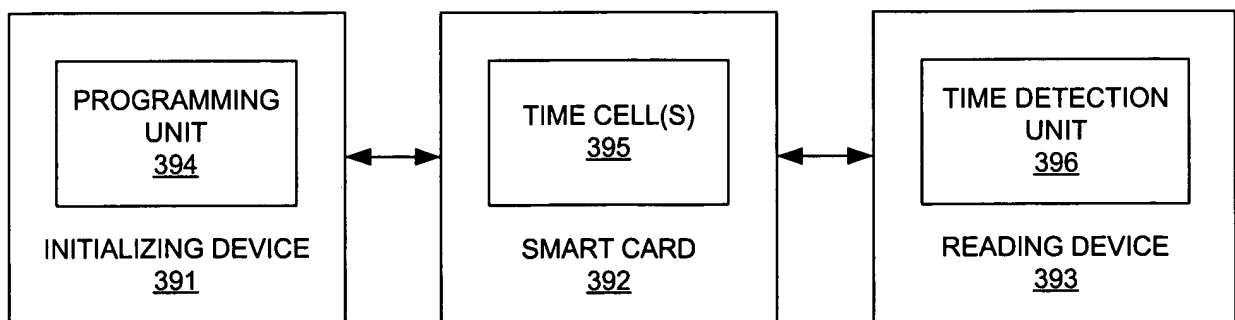 PROGRAMMING
UNIT
394
INITIALIZING DEVICE
391
TIME CELL(S)
395
SMART CARD
392
TIME DETECTION
UNIT
396
READING DEVICE
393